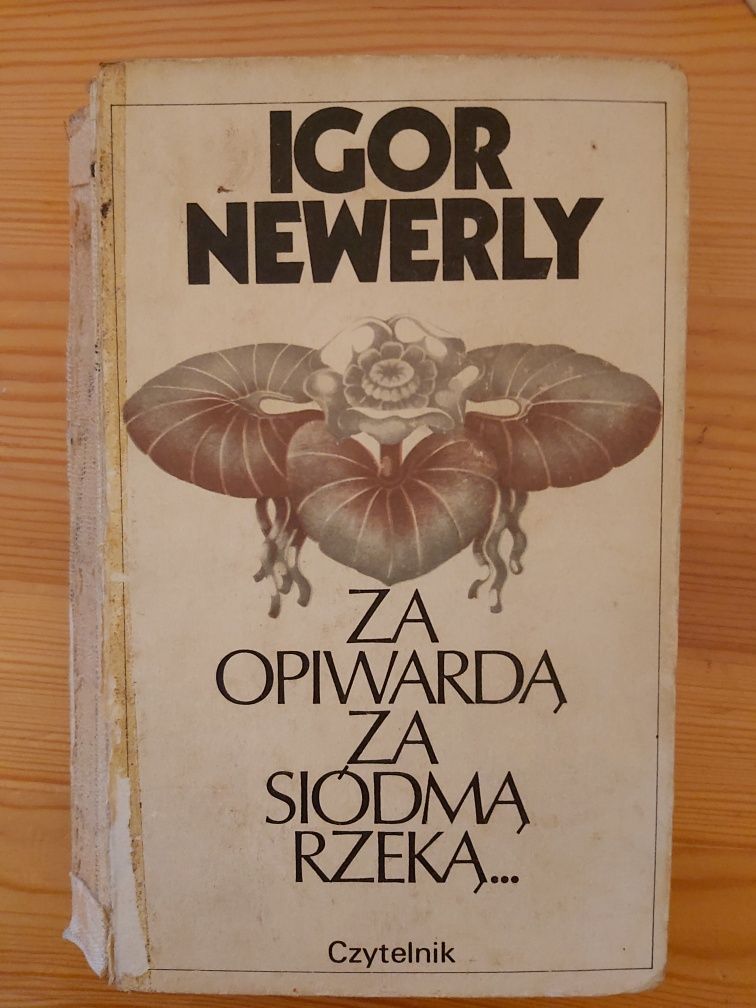 IGOR
NEWERLY
ZA
OPIWARDĄ
ZA
SIÓDMĄ
RZEKĄ...
Czytelnik